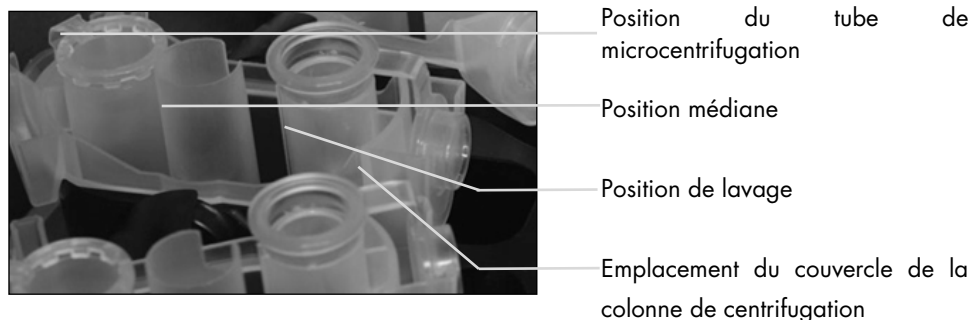 Position du tube de
microcentrifugation
Position médiane
Position de lavage
Emplacement du couvercle de la
colonne de centrifugation